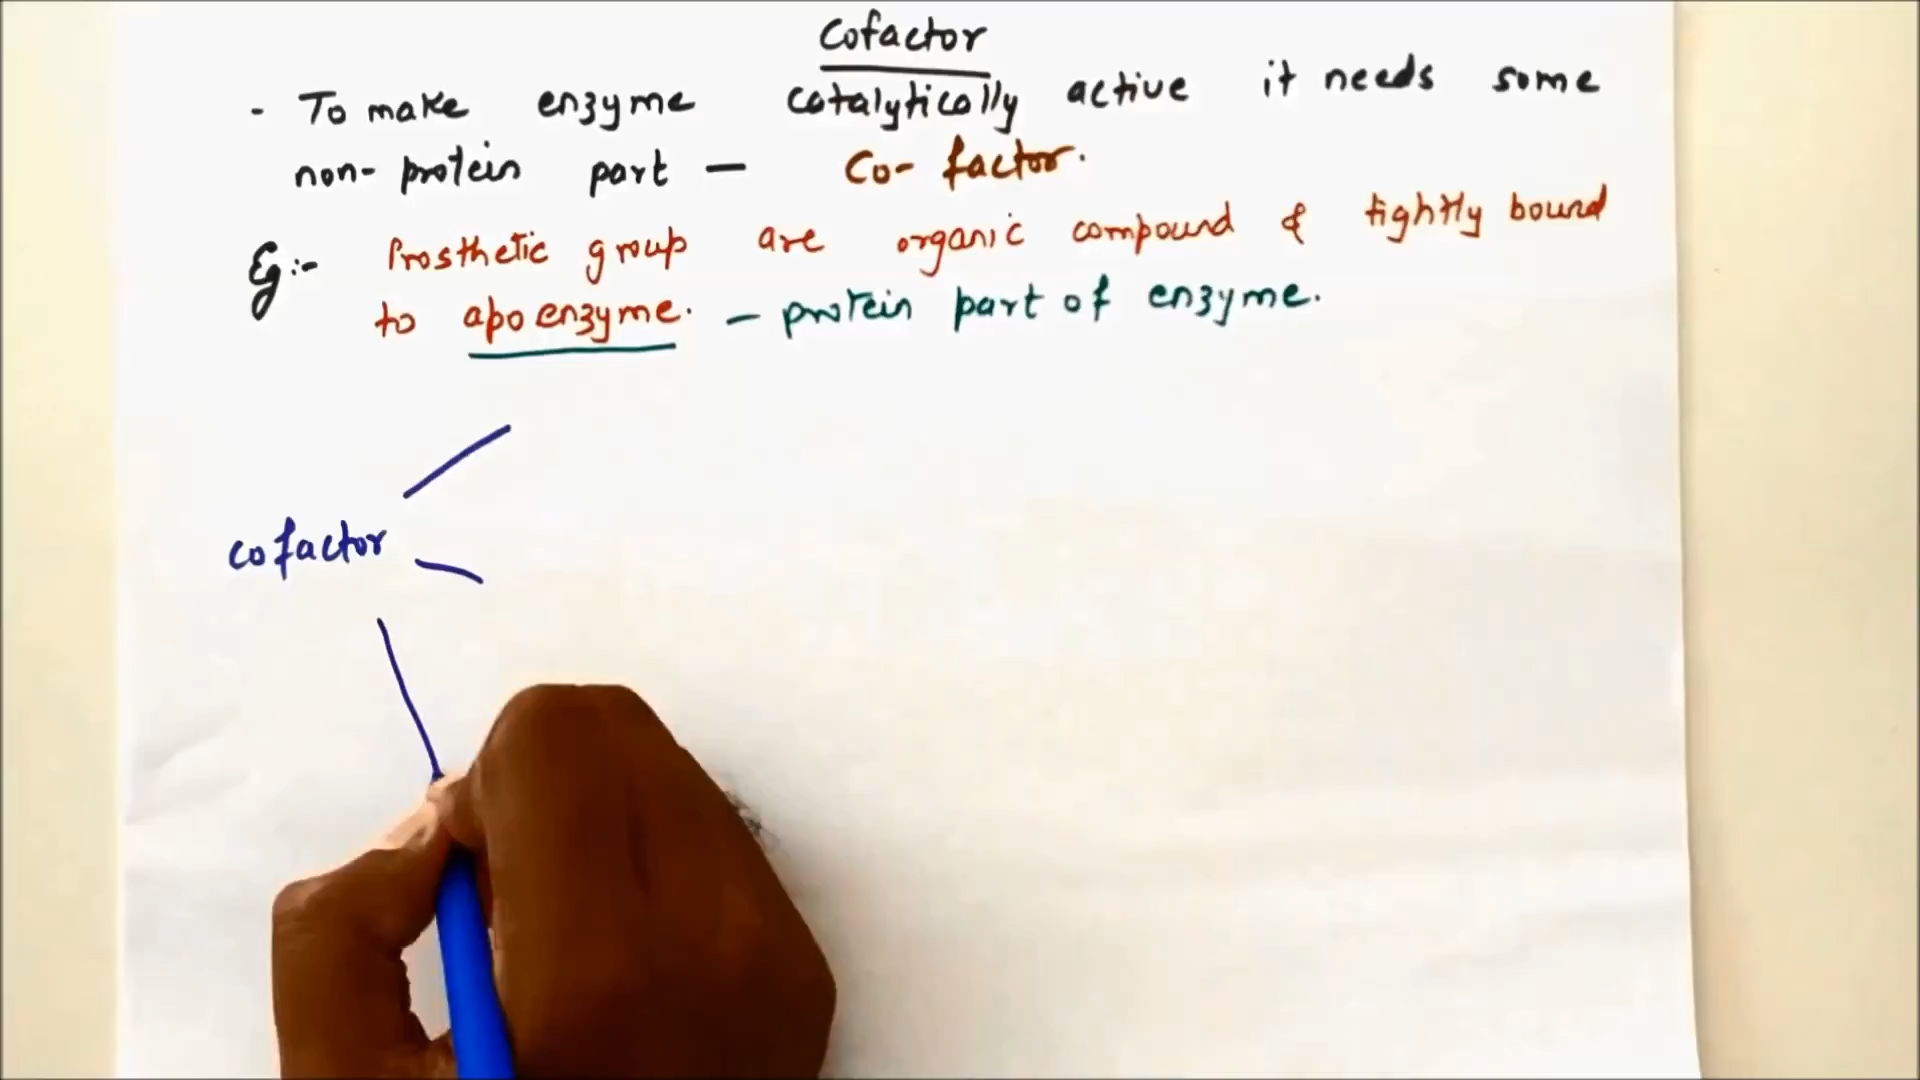 Cofactor
- To make enzyme catalytically active it needs some
non-protein part — Co-factor.
Eg:- Prosthetic group are organic compound & tightly bound
to apoenzyme. - protein part of enzyme.
cofactor